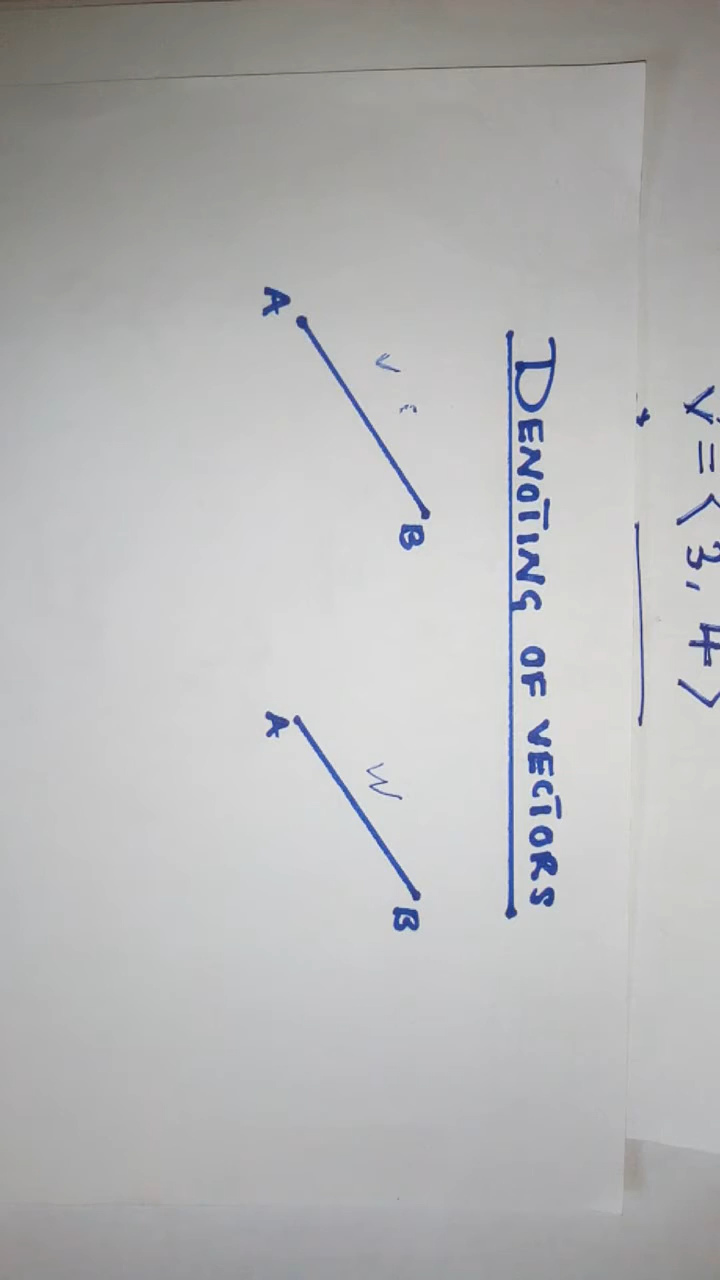 V = ⟨3, 4⟩
DENOTING OF VECTORS
V
B
W
B
A
A